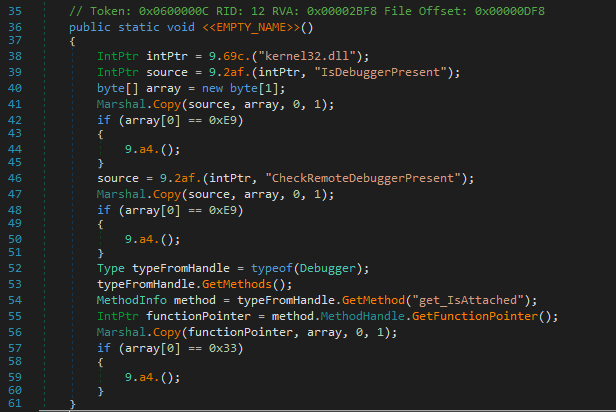 35 // Token: 0x0600000C RID: 12 RVA: 0x00002BF8 File Offset: 0x00000DF8
36 public static void <<EMPTY_NAME>>()
37 {
38 IntPtr intPtr = 9.69c.("kernel32.dll");
39 IntPtr source = 9.2af.(intPtr, "IsDebuggerPresent");
40 byte[] array = new byte[1];
41 Marshal.Copy(source, array, 0, 1);
42 if (array[0] == 0xE9)
43 {
44 9.a4.();
45 }
46 source = 9.2af.(intPtr, "CheckRemoteDebuggerPresent");
47 Marshal.Copy(source, array, 0, 1);
48 if (array[0] == 0xE9)
49 {
50 9.a4.();
51 }
52 Type typeFromHandle = typeof(Debugger);
53 typeFromHandle.GetMethods();
54 MethodInfo method = typeFromHandle.GetMethod("get_IsAttached");
55 IntPtr functionPointer = method.MethodHandle.GetFunctionPointer();
56 Marshal.Copy(functionPointer, array, 0, 1);
57 if (array[0] == 0x33)
58 {
59 9.a4.();
60 }
61 }